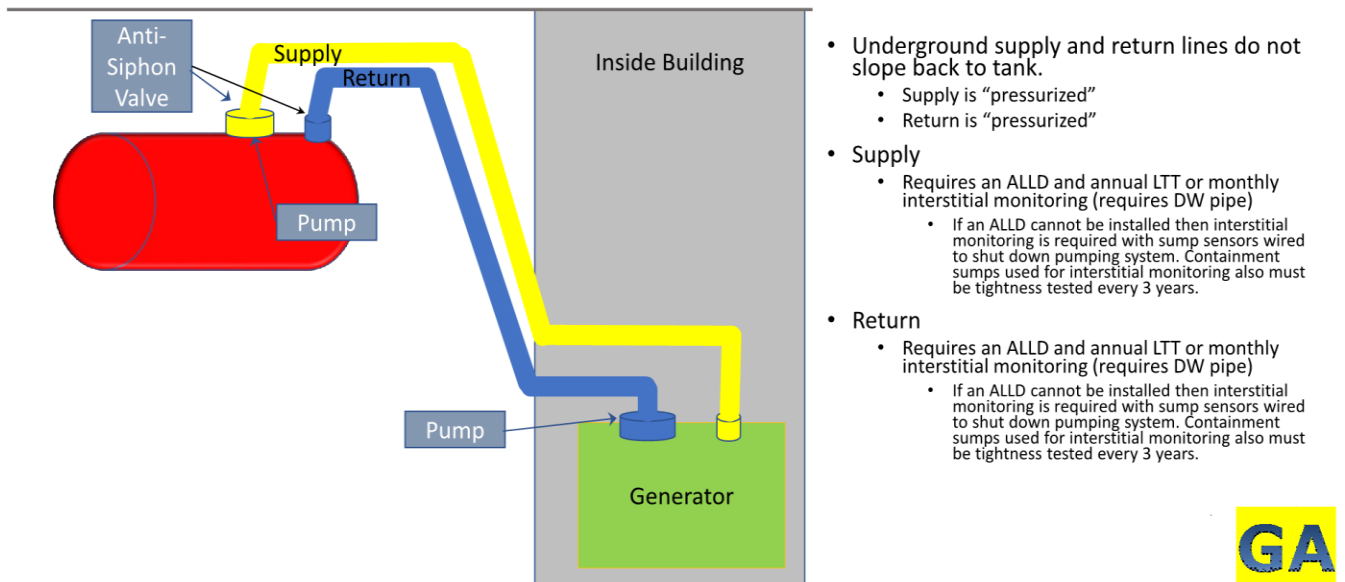 Anti-
Siphon
Valve
Supply
Return
Pump
Inside Building
Pump
Generator
• Underground supply and return lines do not
slope back to tank.
• Supply is “pressurized”
• Return is “pressurized”
• Supply
• Requires an ALLD and annual LTT or monthly
interstitial monitoring (requires DW pipe)
• If an ALLD cannot be installed then interstitial
monitoring is required with sump sensors wired
to shut down pumping system. Containment
sumps used for interstitial monitoring also must
be tightness tested every 3 years.
• Return
• Requires an ALLD and annual LTT or monthly
interstitial monitoring (requires DW pipe)
• If an ALLD cannot be installed then interstitial
monitoring is required with sump sensors wired
to shut down pumping system. Containment
sumps used for interstitial monitoring also must
be tightness tested every 3 years.
GA